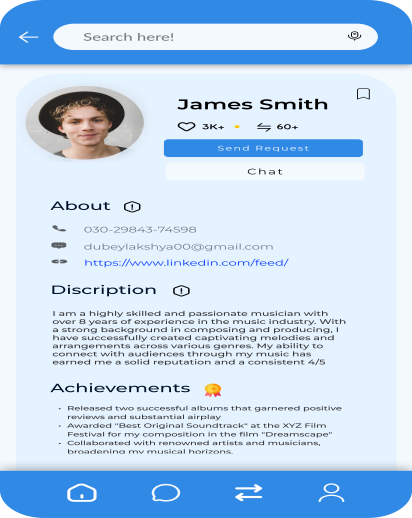 Search here!
James Smith
3K+ 60+
Send Request
Chat
About
030-29843-74598
dubeylakshya00@gmail.com
https://www.linkedin.com/feed/
Discription
I am a highly skilled and passionate musician with
over 8 years of experience in the music industry. With
a strong background in composing and producing, I
have successfully created captivating melodies and
arrangements across various genres. My ability to
connect with audiences through my music has
earned me a solid reputation and a consistent 4/5
Achievements
• Released two successful albums that garnered positive
reviews and substantial airplay
• Awarded "Best Original Soundtrack" at the XYZ Film
Festival for my composition in the film "Dreamscape"
• Collaborated with renowned artists and musicians,
broadening my musical horizons.